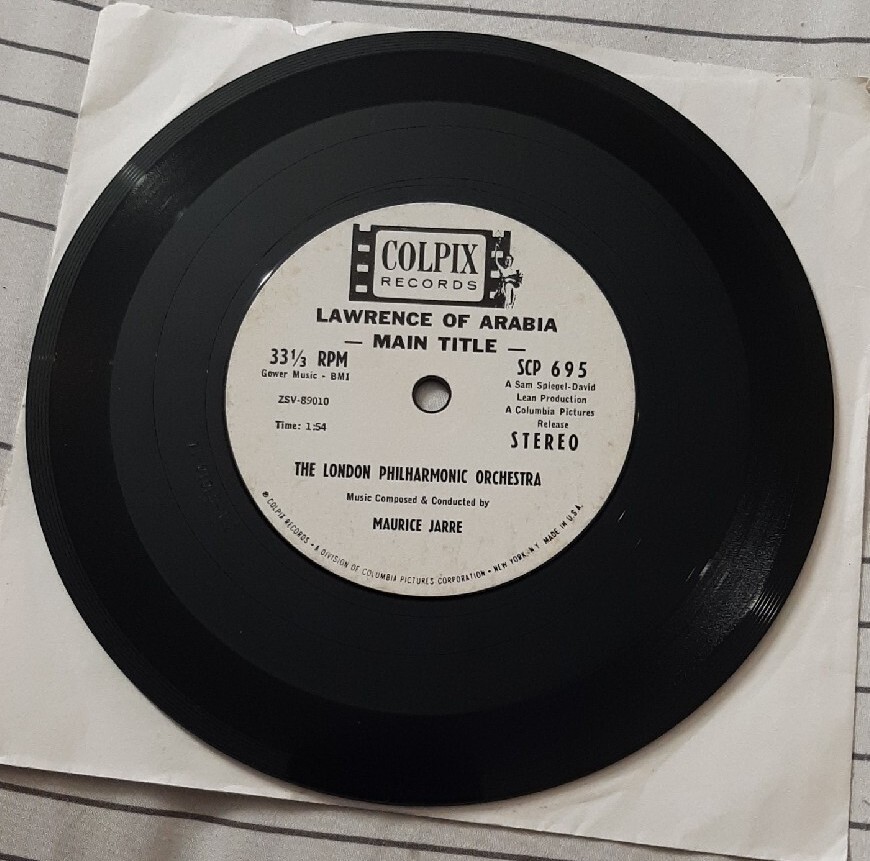 COLPIX
RECORDS
LAWRENCE OF ARABIA
— MAIN TITLE —
33⅓ RPM
Gower Music - BMI
ZSV-89010
Time: 1:54
SCP 695
A Sam Spiegel-David
Lean Production
A Columbia Pictures
Release
STEREO
THE LONDON PHILHARMONIC ORCHESTRA
Music Composed & Conducted by
MAURICE JARRE
® COLPIX RECORDS • A DIVISION OF COLUMBIA PICTURES CORPORATION • NEW YORK, N.Y. MADE IN U.S.A.